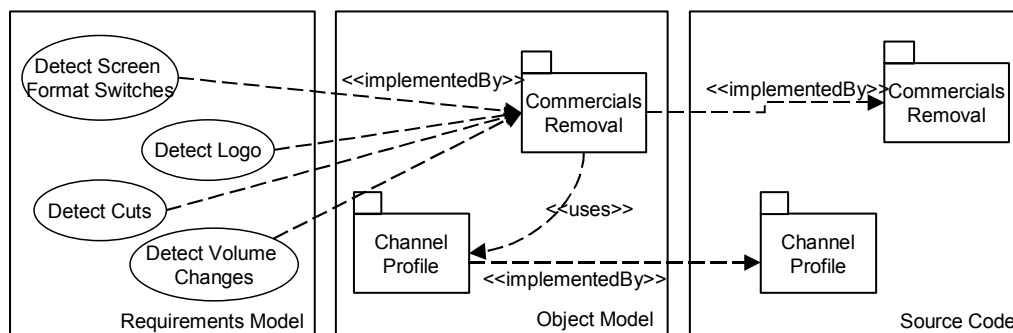 Detect Screen
Format Switches
Detect Logo
Detect Cuts
Detect Volume
Changes
Requirements Model
<<implementedBy>>
Commercials
Removal
<<uses>>
Channel
Profile
<<implementedBy>>
Object Model
<<implementedBy>>
Commercials
Removal
Channel
Profile
Source Code